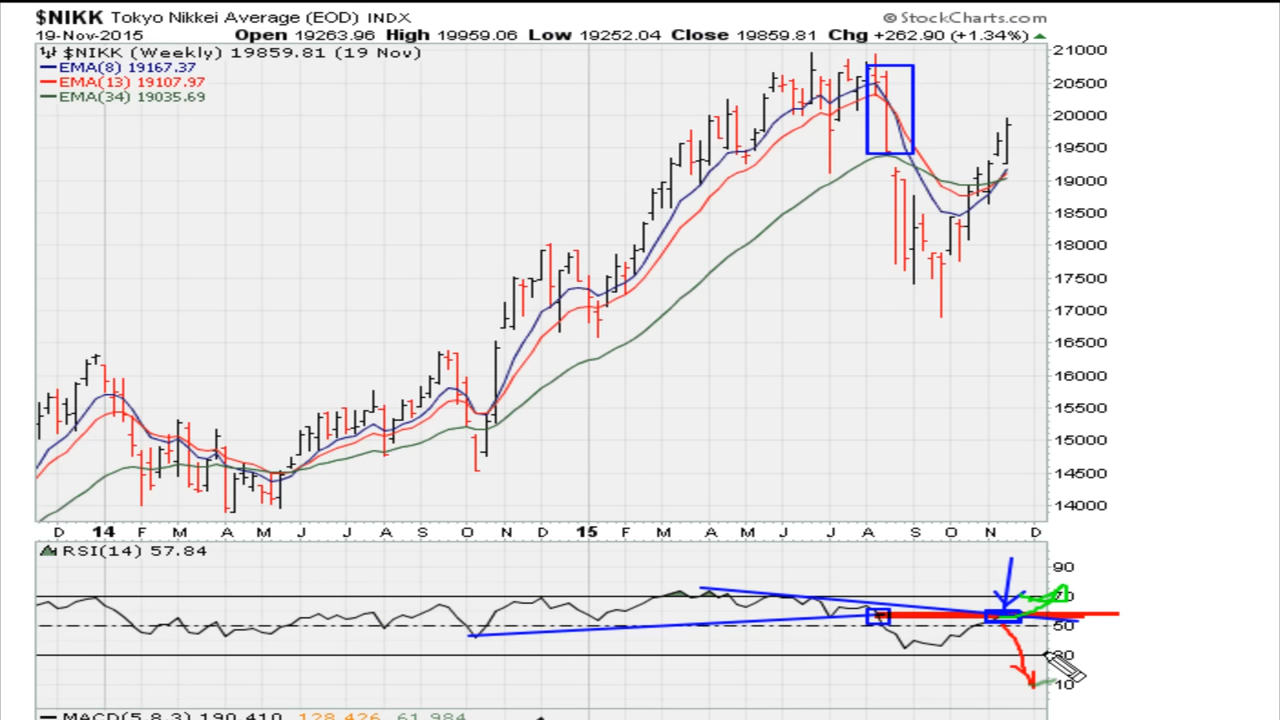 $NIKK Tokyo Nikkei Average (EOD) INDX © StockCharts.com
19-Nov-2015 Open 19263.96 High 19959.06 Low 19252.04 Close 19859.81 Chg +262.90 (+1.34%)
$NIKK (Weekly) 19859.81 (19 Nov)
EMA(8) 19167.37
EMA(13) 19107.97
EMA(34) 19035.69
21000
20500
20000
19500
19000
18500
18000
17500
17000
16500
16000
15500
15000
14500
14000
D 14 F M A M J J A S O N D 15 F M A M J J A S O N D
RSI(14) 57.84
90
70
50
30
10
MACD(5,8,3) 190.410, 128.426, 61.984